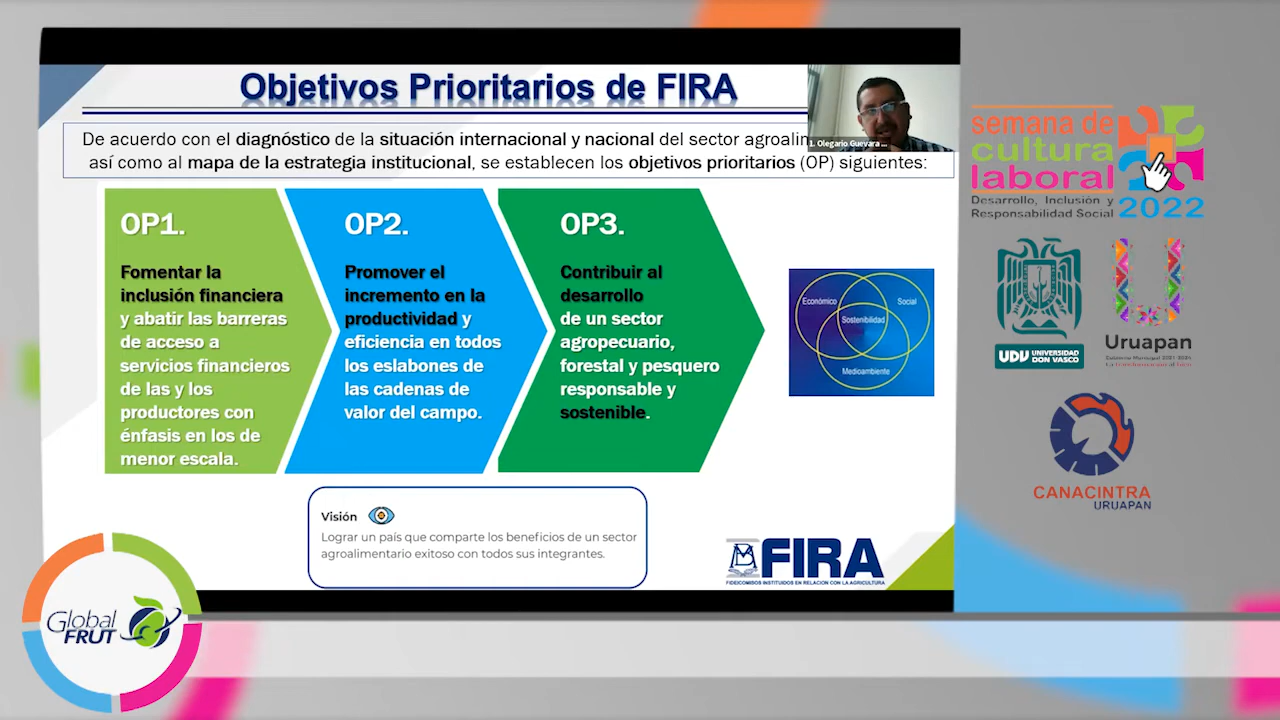 Objetivos Prioritarios de FIRA
De acuerdo con el diagnóstico de la situación internacional y nacional del sector
así como al mapa de la estrategia institucional, se establecen los objetivos prioritarios (OP) siguientes:
1. Olegario Guevara ...
OP1.
Fomentar la
inclusión financiera
y abatir las barreras
de acceso a
servicios financieros
de las y los
productores con
énfasis en los de
menor escala.
OP2.
Promover el
incremento en la
productividad y
eficiencia en todos
los eslabones de
las cadenas de
valor del campo.
OP3.
Contribuir al
desarrollo
de un sector
agropecuario,
forestal y pesquero
responsable y
sostenible.
Económico
Social
Sostenibilidad
Medioambiente
Visión
Lograr un país que comparte los beneficios de un sector
agroalimentario exitoso con todos sus integrantes.
FIRA
FIDEICOMISOS INSTITUIDOS EN RELACIÓN CON LA AGRICULTURA
semana de
cultura
laboral
Desarrollo, Inclusión y
Responsabilidad Social
2022
UDV UNIVERSIDAD
DON VASCO
Uruapan
CANACINTRA
URUAPAN
Global
FRUT